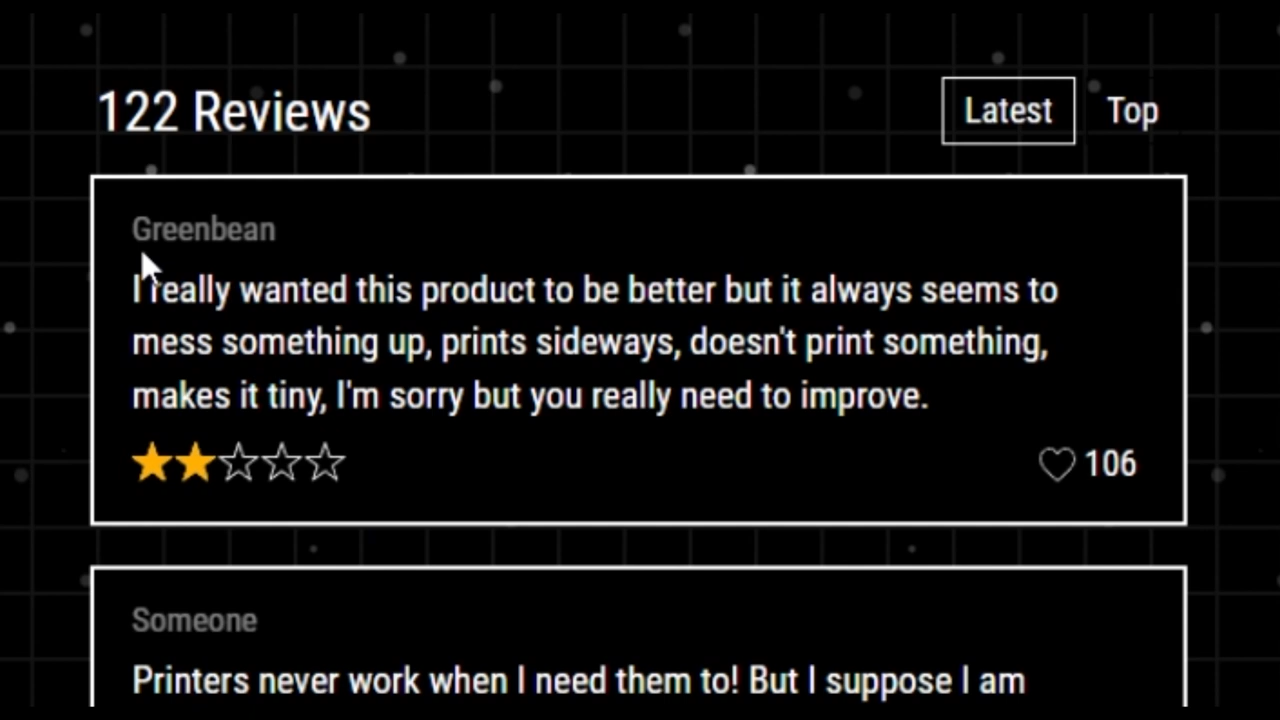 122 Reviews
Latest
Top
Greenbean
I really wanted this product to be better but it always seems to
mess something up, prints sideways, doesn't print something,
makes it tiny, I'm sorry but you really need to improve.
106
Someone
Printers never work when I need them to! But I suppose I am